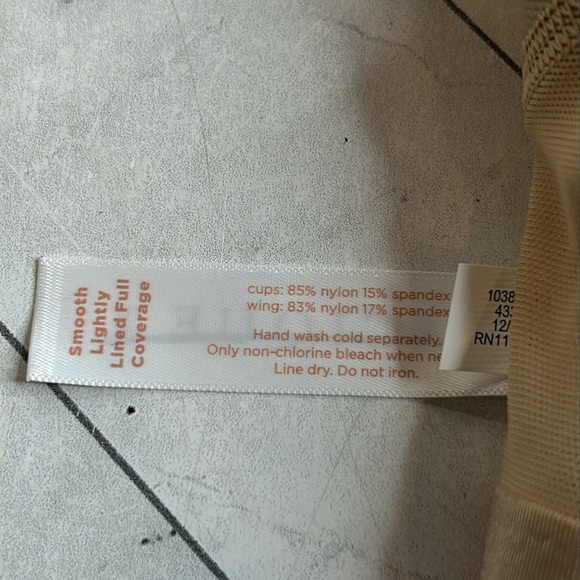 Smooth
Lightly
Lined Full
Coverage
cups: 85% nylon 15% spandex
wing: 83% nylon 17% spandex
Hand wash cold separately.
Only non-chlorine bleach when ne
Line dry. Do not iron.
1038
433
12/
RN11